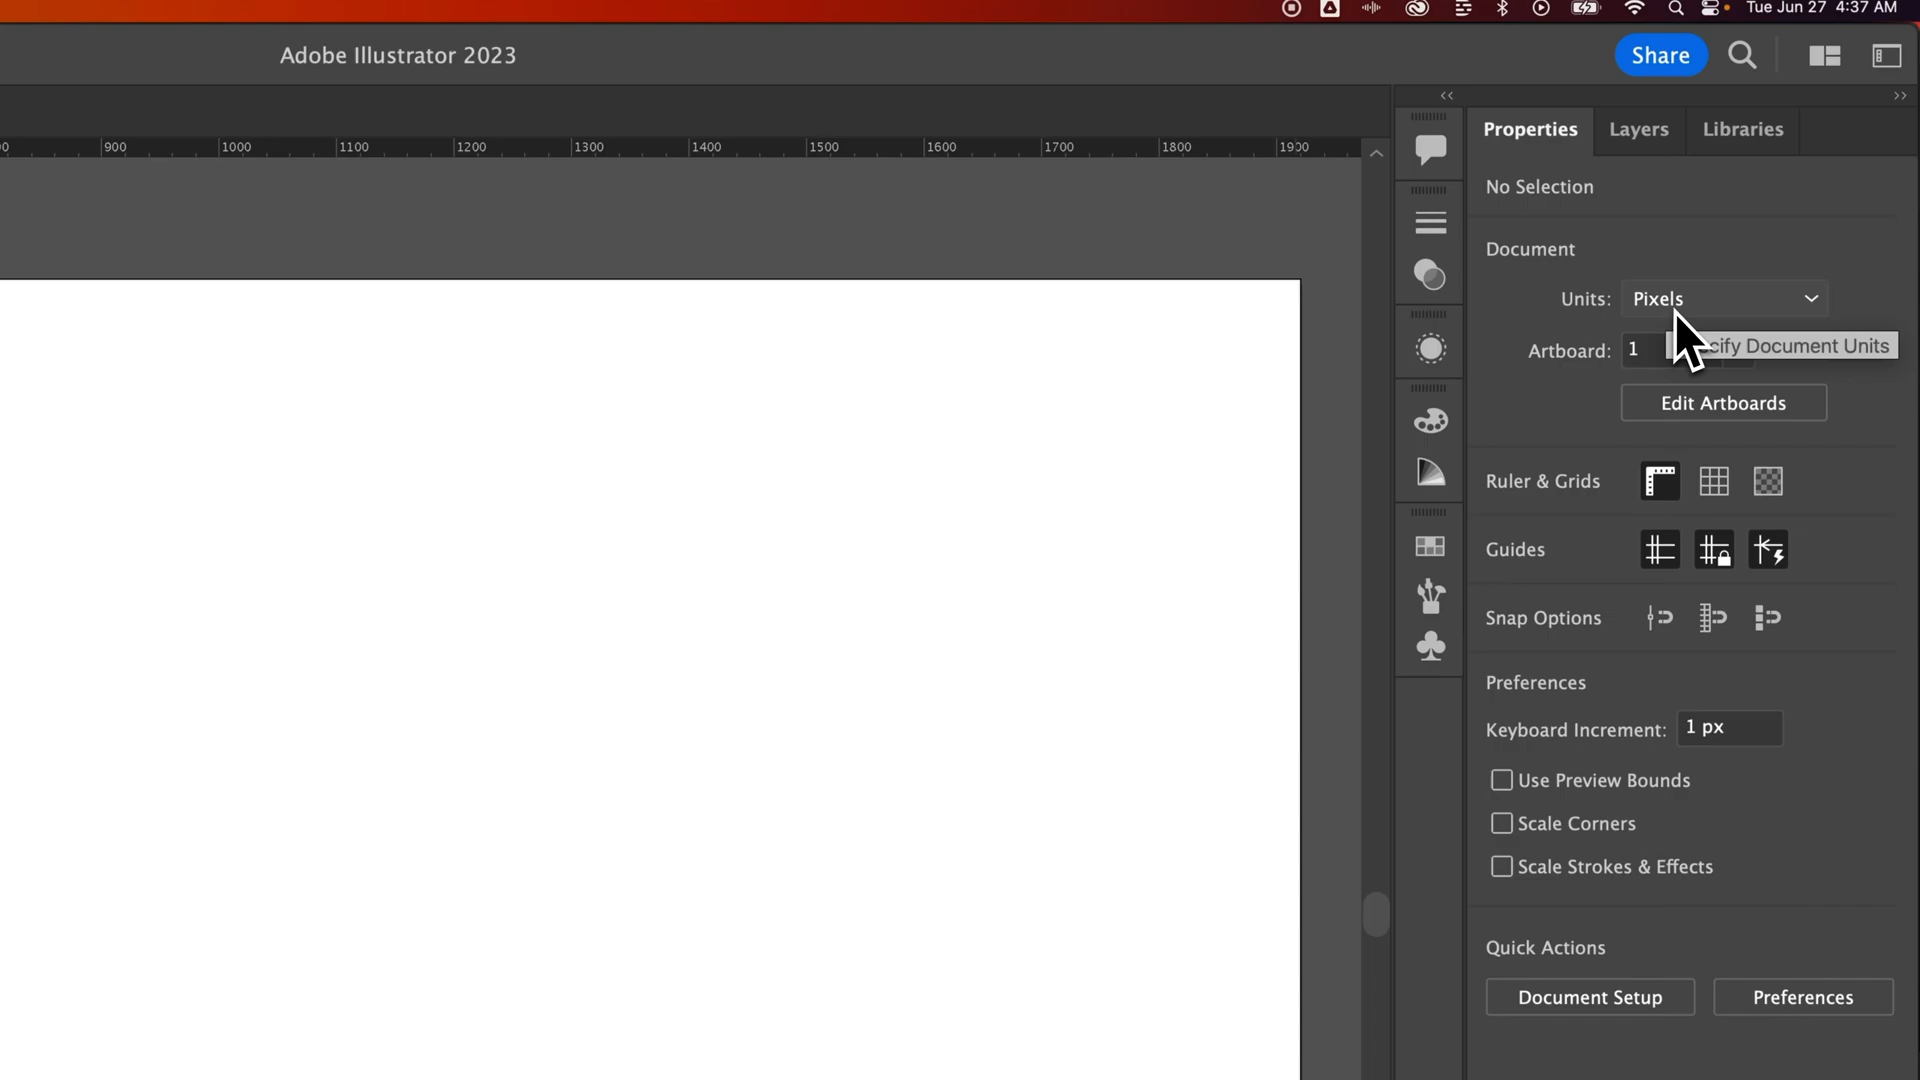 Tue Jun 27 4:37 AM
Adobe Illustrator 2023
Share
Properties Layers Libraries
900 1000 1100 1200 1300 1400 1500 1600 1700 1800 1900
No Selection
Document
Units: Pixels
Artboard: 1
Document Units
Edit Artboards
Ruler & Grids
Guides
Snap Options
Preferences
Keyboard Increment: 1 px
Use Preview Bounds
Scale Corners
Scale Strokes & Effects
Quick Actions
Document Setup Preferences